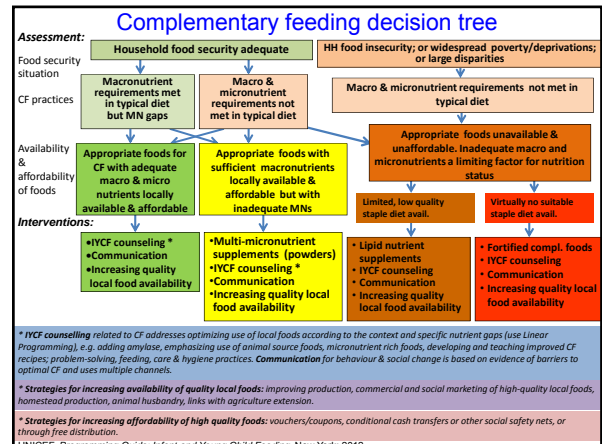 Complementary feeding decision tree
Assessment:
Food security
situation
CF practices
Availability
&
affordability
of foods
Household food security adequate
HH food insecurity; or widespread poverty/deprivations;
or large disparities
Macronutrient
requirements met
in typical diet
but MN gaps
Macro &
micronutrient
requirements not
met in typical diet
Macro & micronutrient requirements not met in
typical diet
Appropriate foods for
CF with adequate
macro & micro
nutrients locally
available & affordable
Appropriate foods with
sufficient macronutrients
locally available &
affordable but with
inadequate MNs
Appropriate foods unavailable &
unaffordable. Inadequate macro and
micronutrients a limiting factor for nutrition
status
Limited, low quality
staple diet avail.
Virtually no suitable
staple diet avail.
Interventions:
•IYCF counseling *
•Communication
•Increasing quality
local food availability
•Multi-micronutrient
supplements (powders)
•IYCF counseling *
•Communication
•Increasing quality local
food availability
• Lipid nutrient
supplements
• IYCF counseling
• Communication
• Increasing quality local
food availability
• Fortified compl. foods
• IYCF counseling
• Communication
• Increasing quality local
food availability
* IYCF counselling related to CF addresses optimizing use of local foods according to the context and specific nutrient gaps (use Linear
Programming), e.g. adding amylase, emphasizing use of animal source foods, micronutrient rich foods, developing and teaching improved CF
recipes; problem-solving, feeding, care & hygiene practices. Communication for behaviour & social change is based on evidence of barriers to
optimal CF and uses multiple channels.
* Strategies for increasing availability of quality local foods: improving production, commercial and social marketing of high-quality local foods,
homestead production, animal husbandry, links with agriculture extension.
* Strategies for increasing affordability of high quality foods: vouchers/coupons, conditional cash transfers or other social safety nets, or
through free distribution.